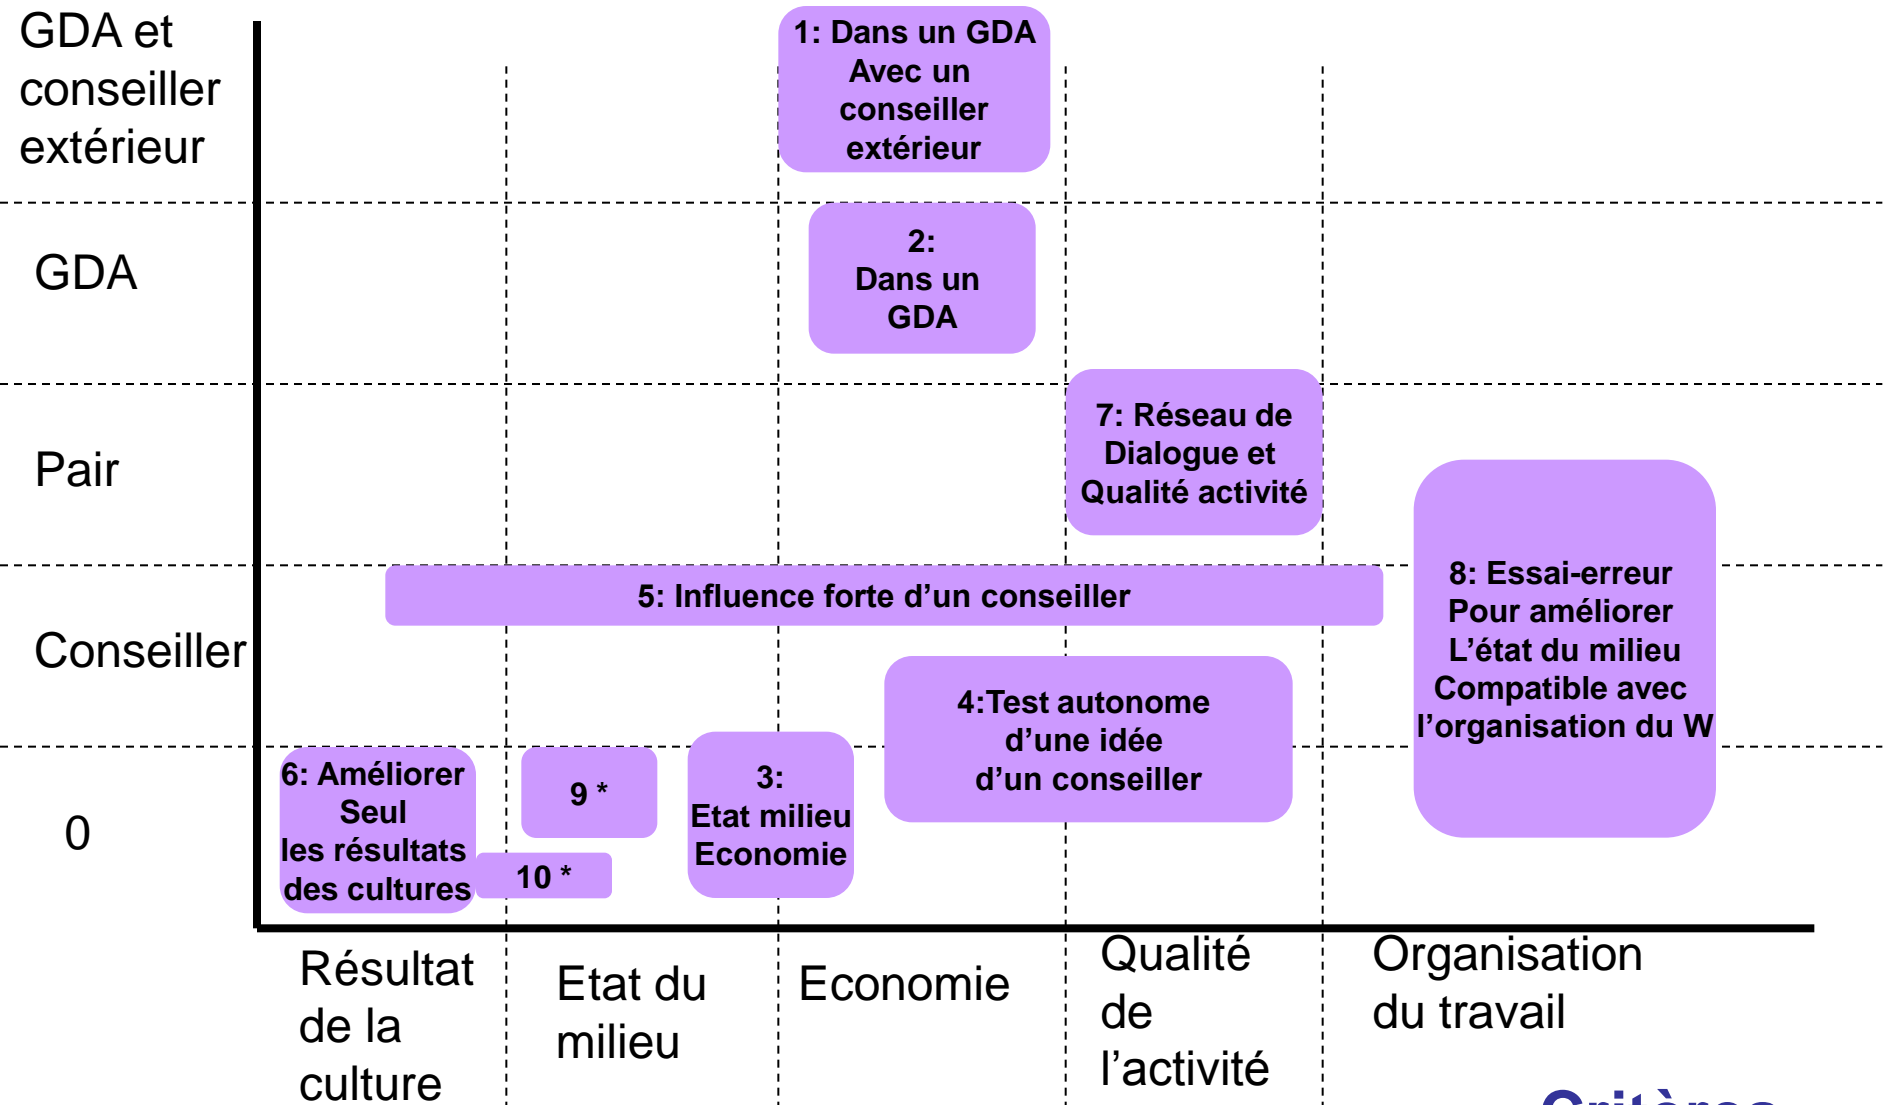 GDA et
conseiller
extérieur
1: Dans un GDA
Avec un
conseiller
extérieur
GDA
2:
Dans un
GDA
Pair
7: Réseau de
Dialogue et
Qualité activité
8: Essai-erreur
Pour améliorer
L'état du milieu
Compatible avec
l'organisation du W
5: Influence forte d'un conseiller
Conseiller
4:Test autonome
d'une idée
d'un conseiller
0
6: Améliorer
Seul
les résultats
des cultures
9 *
10 *
3:
Etat milieu
Economie
Résultat
de la
culture
Etat du
milieu
Economie
Qualité
de
l'activité
Organisation
du travail
Critères